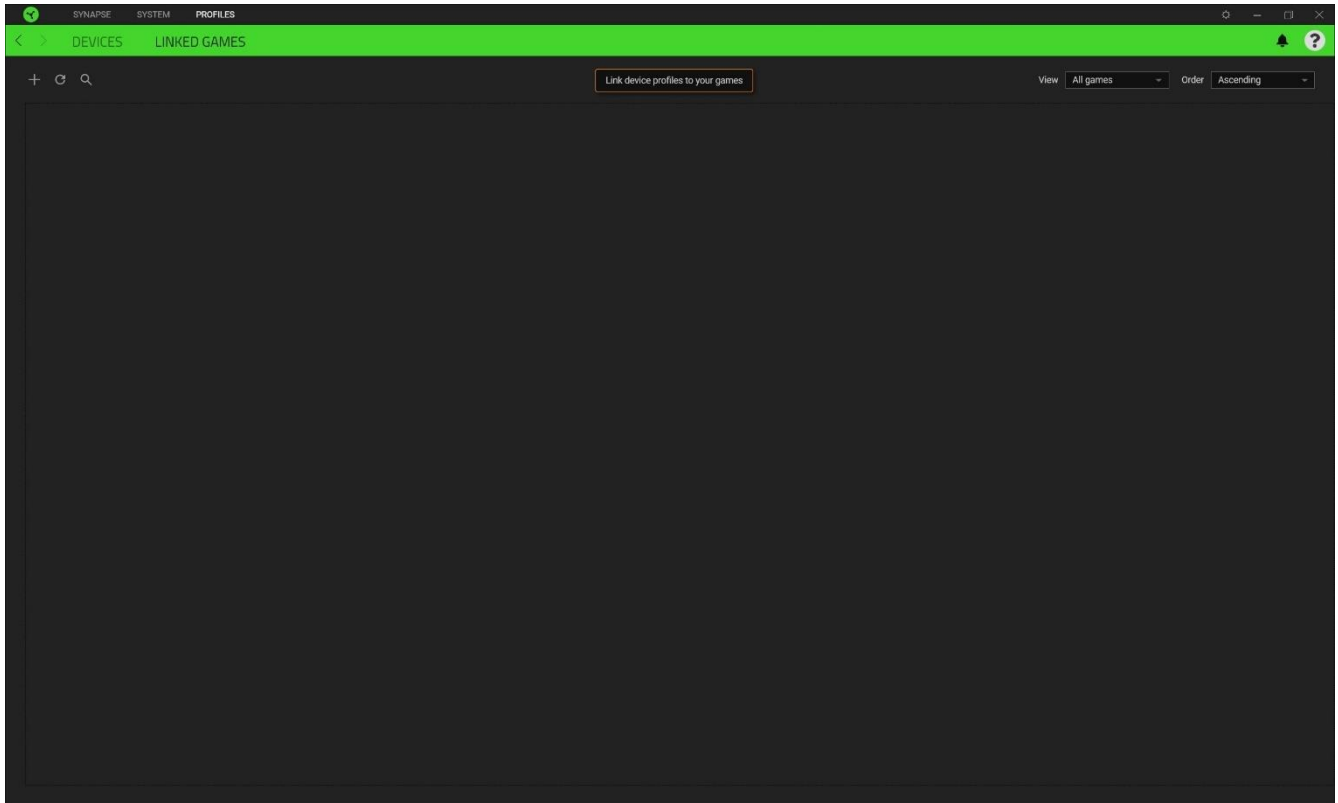 SYNAPSE SYSTEM PROFILES
DEVICES LINKED GAMES
?
Link device profiles to your games
View All games Order Ascending